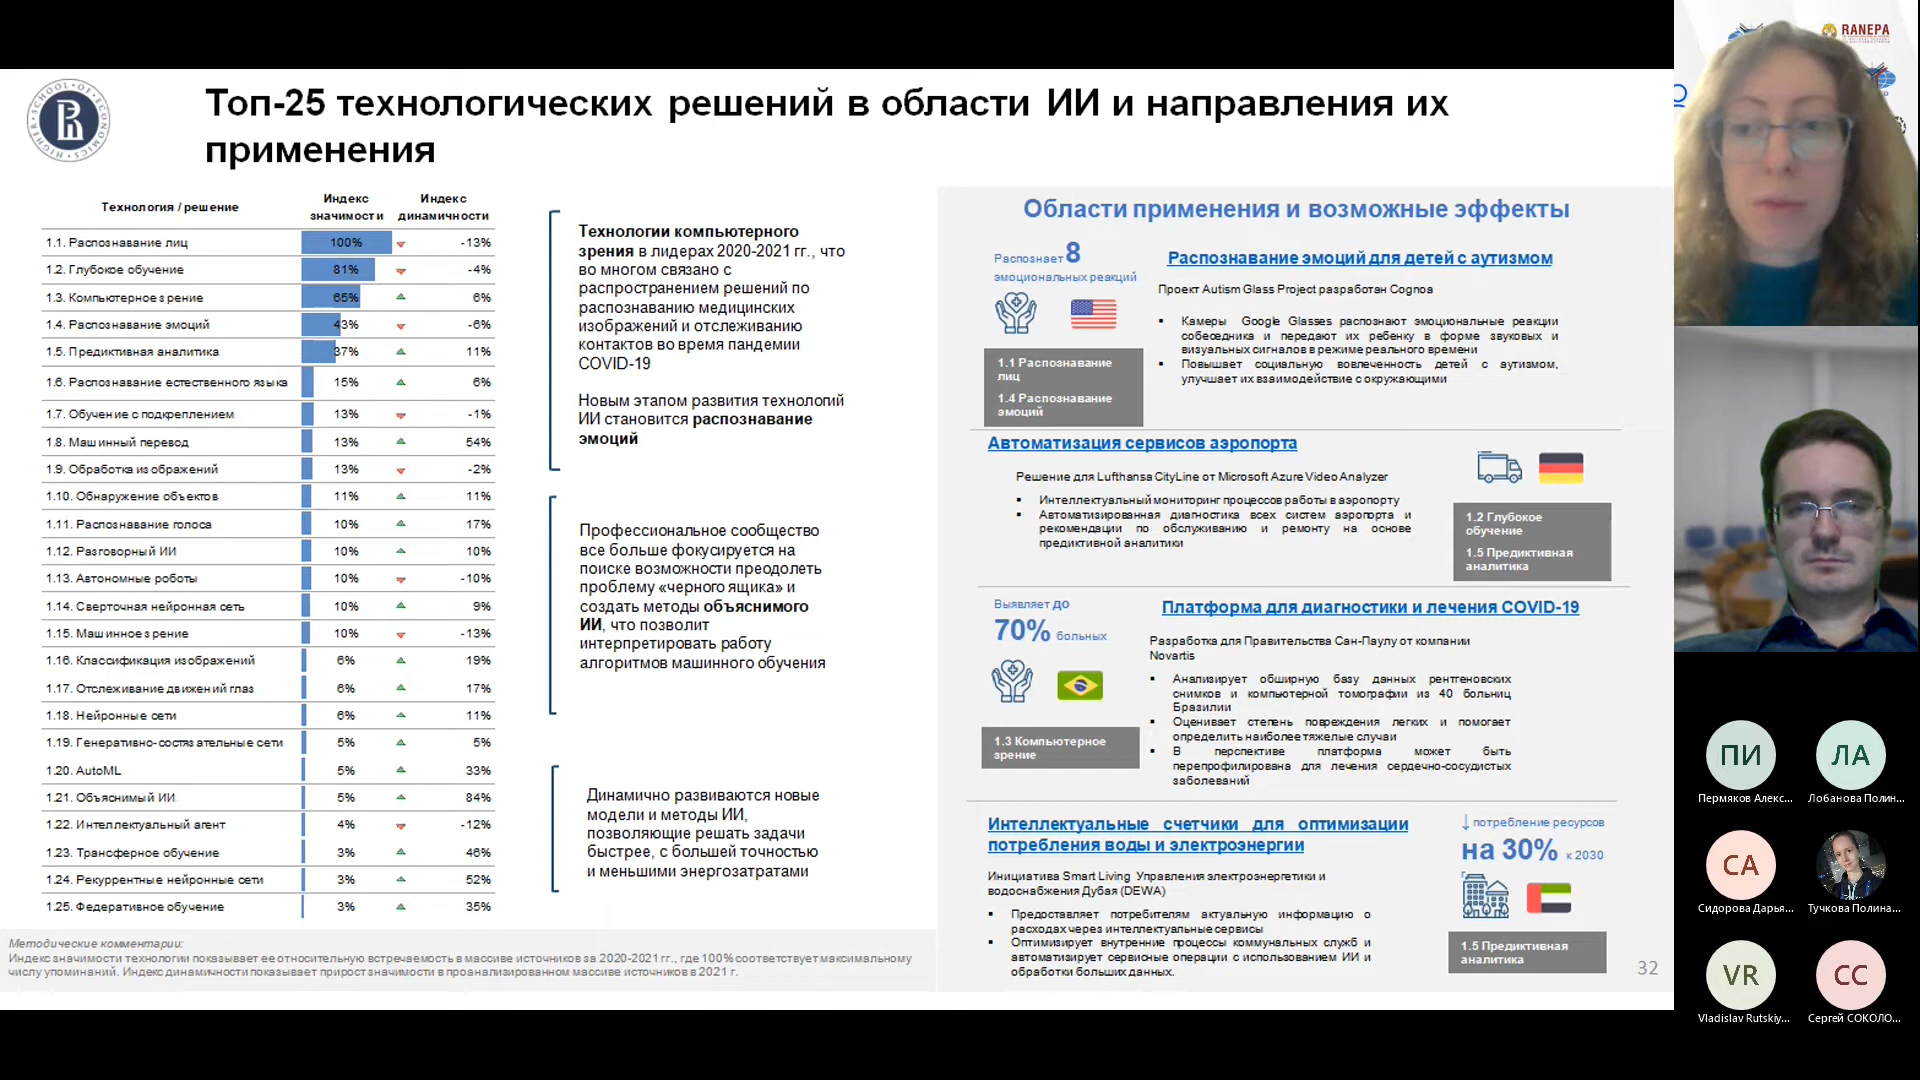 Топ-25 технологических решений в области ИИ и направления их
применения
HIGHER SCHOOL OF ECONOMICS
Технология / решение Индекс значимости Индекс динамичности
1.1. Распознавание лиц 100% -13%
1.2. Глубокое обучение 81% -4%
1.3. Компьютерное зрение 65% 6%
1.4. Распознавание эмоций 43% -6%
1.5. Предиктивная аналитика 37% 11%
1.6. Распознавание естественного языка 15% 6%
1.7. Обучение с подкреплением 13% -1%
1.8. Машинный перевод 13% 54%
1.9. Обработка изображений 13% -2%
1.10. Обнаружение объектов 11% 11%
1.11. Распознавание голоса 10% 17%
1.12. Разговорный ИИ 10% 10%
1.13. Автономные роботы 10% -10%
1.14. Сверточная нейронная сеть 10% 9%
1.15. Машинное зрение 10% -13%
1.16. Классификация изображений 6% 19%
1.17. Отслеживание движений глаз 6% 17%
1.18. Нейронные сети 6% 11%
1.19. Генеративно-состязательные сети 5% 5%
1.20. AutoML 5% 33%
1.21. Объяснимый ИИ 5% 84%
1.22. Интеллектуальный агент 4% -12%
1.23. Трансферное обучение 3% 46%
1.24. Рекуррентные нейронные сети 3% 52%
1.25. Федеративное обучение 3% 35%
Методические комментарии:
Индекс значимости технологии показывает ее относительную встречаемость в массиве источников за 2020-2021 гг., где 100% соответствует максимальному
числу упоминаний. Индекс динамичности показывает прирост значимости в проанализированном массиве источников в 2021 г.
Технологии компьютерного
зрения в лидерах 2020-2021 гг., что
во многом связано с
распространением решений по
распознаванию медицинских
изображений и отслеживанию
контактов во время пандемии
COVID-19
Новым этапом развития технологий
ИИ становится распознавание
эмоций
Профессиональное сообщество
все больше фокусируется на
поиске возможности преодолеть
проблему «черного ящика» и
создать методы объяснимого
ИИ, что позволит
интерпретировать работу
алгоритмов машинного обучения
Динамично развиваются новые
модели и методы ИИ,
позволяющие решать задачи
быстрее, с большей точностью
и меньшими энергозатратами
Области применения и возможные эффекты
Распознает 8
эмоциональных реакций
1.1 Распознавание
лиц
1.4 Распознавание
эмоций
Распознавание эмоций для детей с аутизмом
Проект Autism Glass Project разработан Cognoa
Камеры Google Glasses распознают эмоциональные реакции
собеседника и передают их ребенку в форме звуковых и
визуальных сигналов в режиме реального времени
Повышает социальную вовлеченность детей с аутизмом,
улучшает их взаимодействие с окружающими
Автоматизация сервисов аэропорта
Решение для Lufthansa CityLine от Microsoft Azure Video Analyzer
Интеллектуальный мониторинг процессов работы в аэропорту
Автоматизированная диагностика всех систем аэропорта и
рекомендации по обслуживанию и ремонту на основе
предиктивной аналитики
1.2 Глубокое
обучение
1.5 Предиктивная
аналитика
Выявляет до
70% больных
1.3 Компьютерное
зрение
Платформа для диагностики и лечения COVID-19
Разработка для Правительства Сан-Паулу от компании
Novartis
Анализирует обширную базу данных рентгеновских
снимков и компьютерной томографии из 40 больниц
Бразилии
Оценивает степень повреждения легких и помогает
определить наиболее тяжелые случаи
В перспективе платформа может быть
перепрофилирована для лечения сердечно-сосудистых
заболеваний
Интеллектуальные счетчики для оптимизации
потребления воды и электроэнергии
Инициатива Smart Living Управления электроэнергетики и
водоснабжения Дубая (DEWA)
Предоставляет потребителям актуальную информацию о
расходах через интеллектуальные сервисы
Оптимизирует внутренние процессы коммунальных служб и
автоматизирует сервисные операции с использованием ИИ и
обработки больших данных.
↓ потребление ресурсов
на 30% к 2030
г.
1.5 Предиктивная
аналитика
32
RANEPA
ПИ
Пермяков Алекс...
ЛА
Лобанова Полин...
СА
Сидорова Дарья...
Тучкова Полина...
VR
Vladislav Rutskiy...
СС
Сергей СОКОЛО...